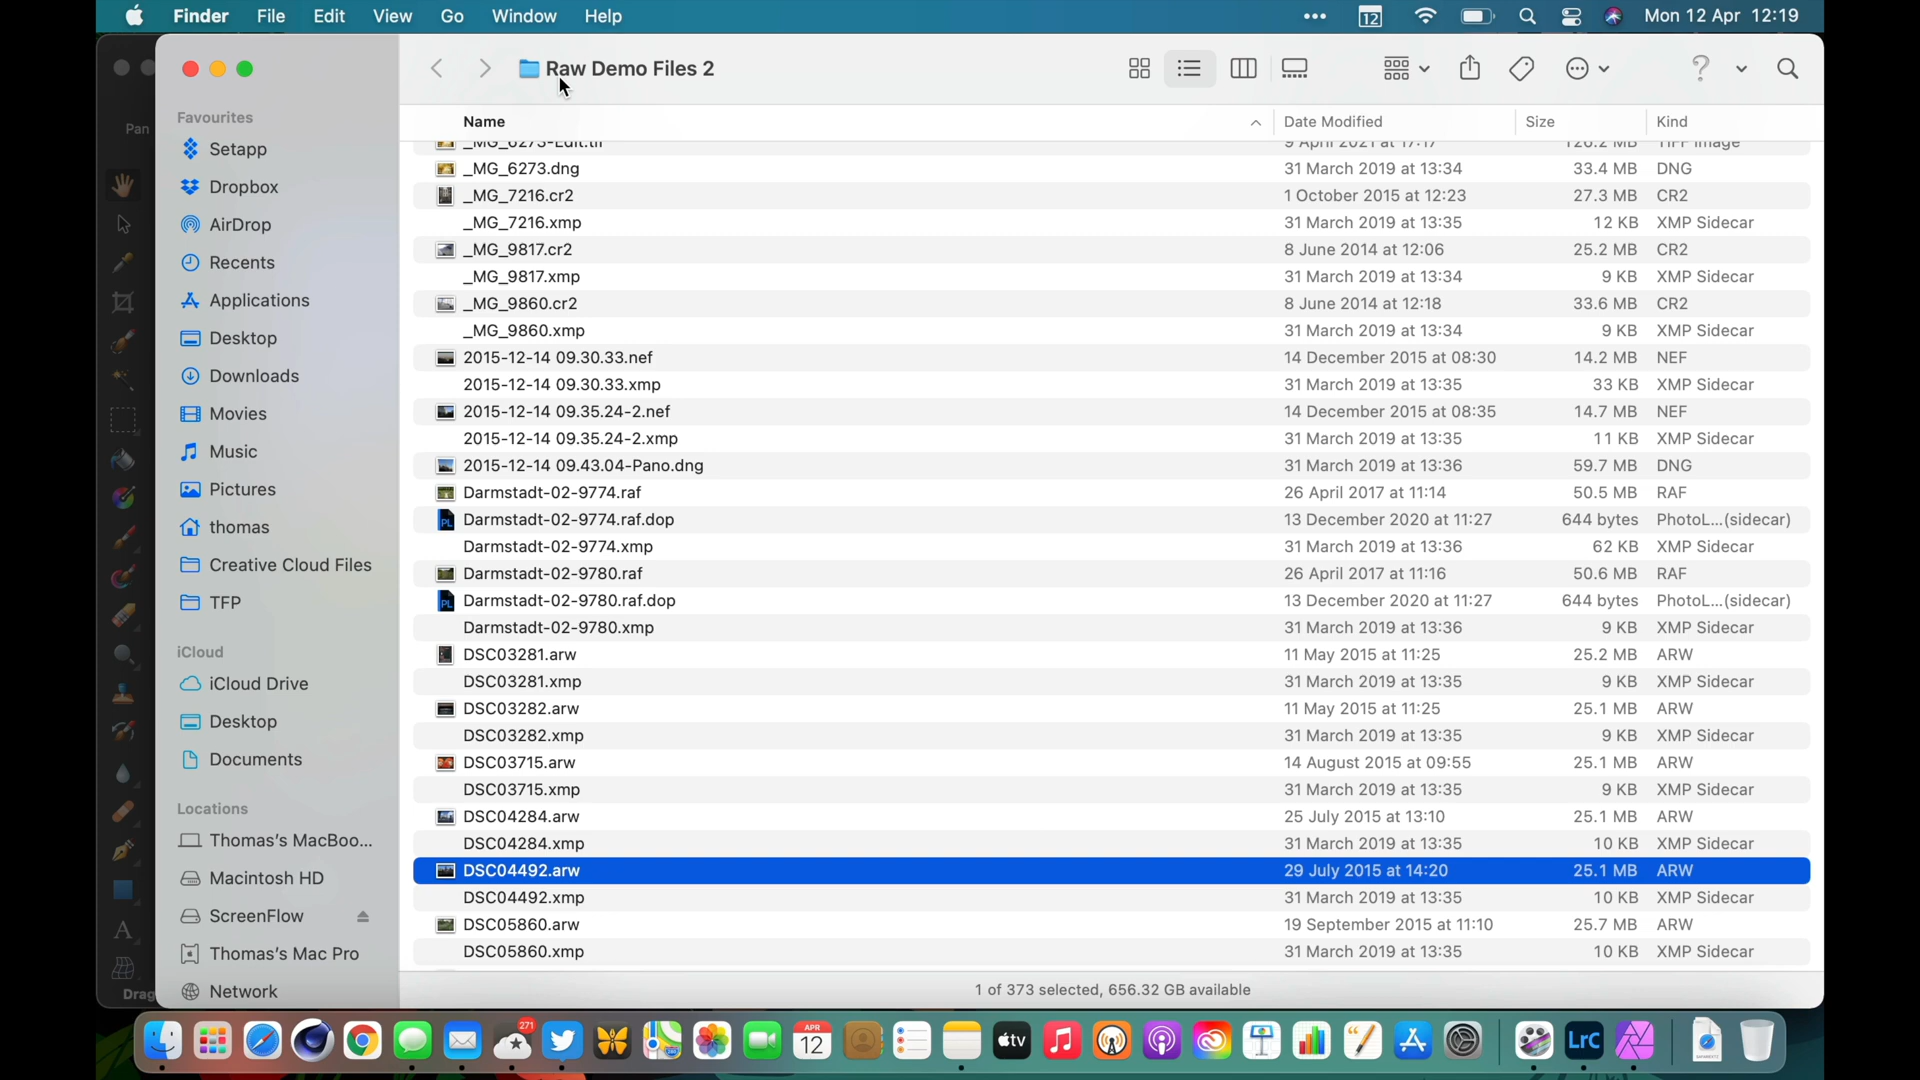 Finder File Edit View Go Window Help ••• 12 Mon 12 Apr 12:19
Raw Demo Files 2
Pan
Favourites
Setapp
Dropbox
AirDrop
Recents
Applications
Desktop
Downloads
Movies
Music
Pictures
thomas
Creative Cloud Files
TFP
iCloud
iCloud Drive
Desktop
Documents
Locations
Thomas's MacBoo...
Macintosh HD
ScreenFlow
Thomas's Mac Pro
Network
Drag
Name Date Modified Size Kind
_MG_6273-Edit.tif 9 April 2021 at 17:17 126.2 MB TIFF image
_MG_6273.dng 31 March 2019 at 13:34 33.4 MB DNG
_MG_7216.cr2 1 October 2015 at 12:23 27.3 MB CR2
_MG_7216.xmp 31 March 2019 at 13:35 12 KB XMP Sidecar
_MG_9817.cr2 8 June 2014 at 12:06 25.2 MB CR2
_MG_9817.xmp 31 March 2019 at 13:34 9 KB XMP Sidecar
_MG_9860.cr2 8 June 2014 at 12:18 33.6 MB CR2
_MG_9860.xmp 31 March 2019 at 13:34 9 KB XMP Sidecar
2015-12-14 09.30.33.nef 14 December 2015 at 08:30 14.2 MB NEF
2015-12-14 09.30.33.xmp 31 March 2019 at 13:35 33 KB XMP Sidecar
2015-12-14 09.35.24-2.nef 14 December 2015 at 08:35 14.7 MB NEF
2015-12-14 09.35.24-2.xmp 31 March 2019 at 13:35 11 KB XMP Sidecar
2015-12-14 09.43.04-Pano.dng 31 March 2019 at 13:36 59.7 MB DNG
Darmstadt-02-9774.raf 26 April 2017 at 11:14 50.5 MB RAF
Darmstadt-02-9774.raf.dop 13 December 2020 at 11:27 644 bytes PhotoL...(sidecar)
Darmstadt-02-9774.xmp 31 March 2019 at 13:36 62 KB XMP Sidecar
Darmstadt-02-9780.raf 26 April 2017 at 11:16 50.6 MB RAF
Darmstadt-02-9780.raf.dop 13 December 2020 at 11:27 644 bytes PhotoL...(sidecar)
Darmstadt-02-9780.xmp 31 March 2019 at 13:36 9 KB XMP Sidecar
DSC03281.arw 11 May 2015 at 11:25 25.2 MB ARW
DSC03281.xmp 31 March 2019 at 13:35 9 KB XMP Sidecar
DSC03282.arw 11 May 2015 at 11:25 25.1 MB ARW
DSC03282.xmp 31 March 2019 at 13:35 9 KB XMP Sidecar
DSC03715.arw 14 August 2015 at 09:55 25.1 MB ARW
DSC03715.xmp 31 March 2019 at 13:35 9 KB XMP Sidecar
DSC04284.arw 25 July 2015 at 13:10 25.1 MB ARW
DSC04284.xmp 31 March 2019 at 13:35 10 KB XMP Sidecar
DSC04492.arw 29 July 2015 at 14:20 25.1 MB ARW
DSC04492.xmp 31 March 2019 at 13:35 10 KB XMP Sidecar
DSC05860.arw 19 September 2015 at 11:10 25.7 MB ARW
DSC05860.xmp 31 March 2019 at 13:35 10 KB XMP Sidecar
1 of 373 selected, 656.32 GB available
271 APR 12 tv LrC